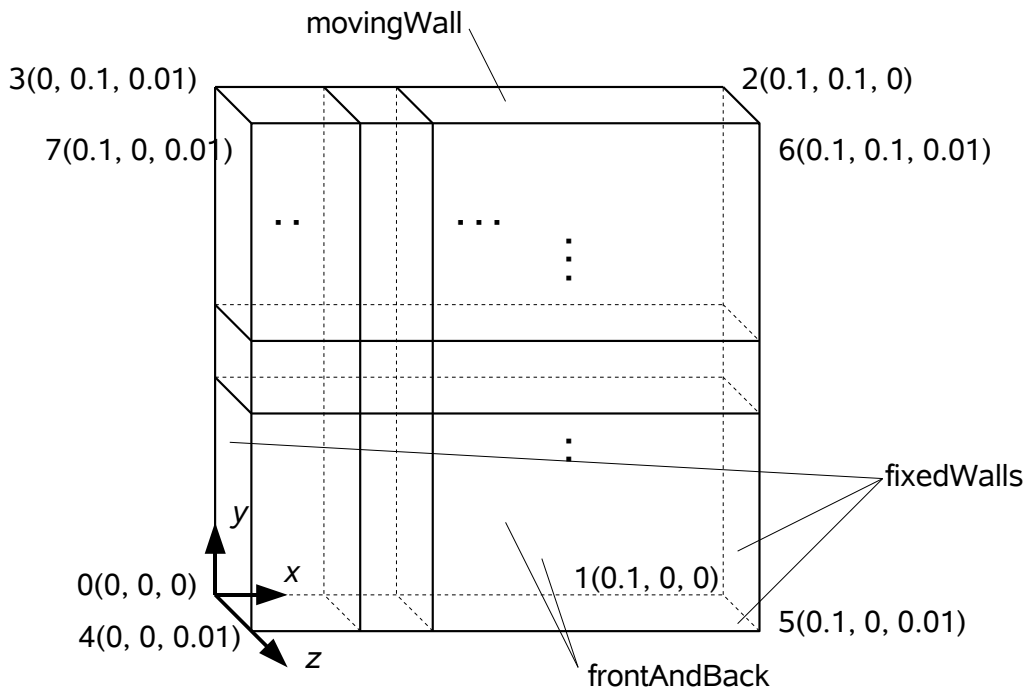 movingWall
3(0, 0.1, 0.01)
2(0.1, 0.1, 0)
7(0.1, 0, 0.01)
6(0.1, 0.1, 0.01)
fixedWalls
y
x
0(0, 0, 0)
1(0.1, 0, 0)
4(0, 0, 0.01)
5(0.1, 0, 0.01)
z
frontAndBack